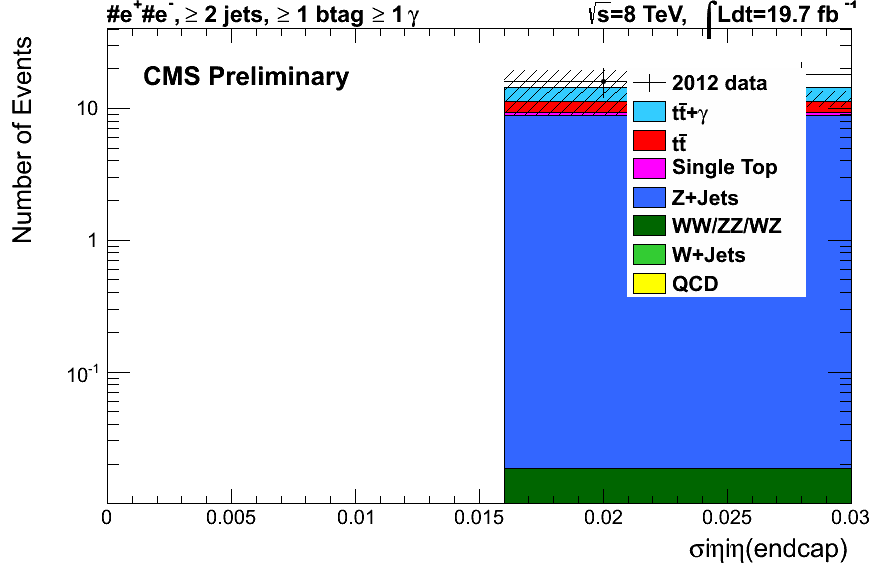 #e⁺#e⁻, ≥ 2 jets, ≥ 1 btag ≥ 1 γ
√s=8 TeV, ∫Ldt=19.7 fb⁻¹
CMS Preliminary
Number of Events
10
1
10⁻¹
2012 data
tt̄+γ
tt̄
Single Top
Z+Jets
WW/ZZ/WZ
W+Jets
QCD
0 0.005 0.01 0.015 0.02 0.025 0.03
σiηiη(endcap)